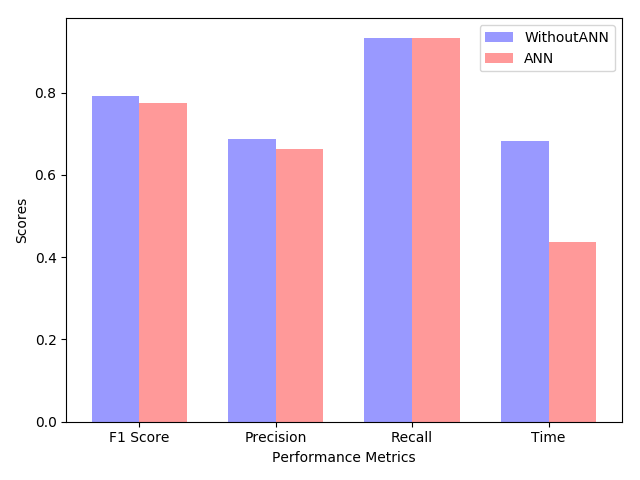 WithoutANN
ANN
Scores
0.8
0.6
0.4
0.2
0.0
F1 Score Precision Recall Time
Performance Metrics